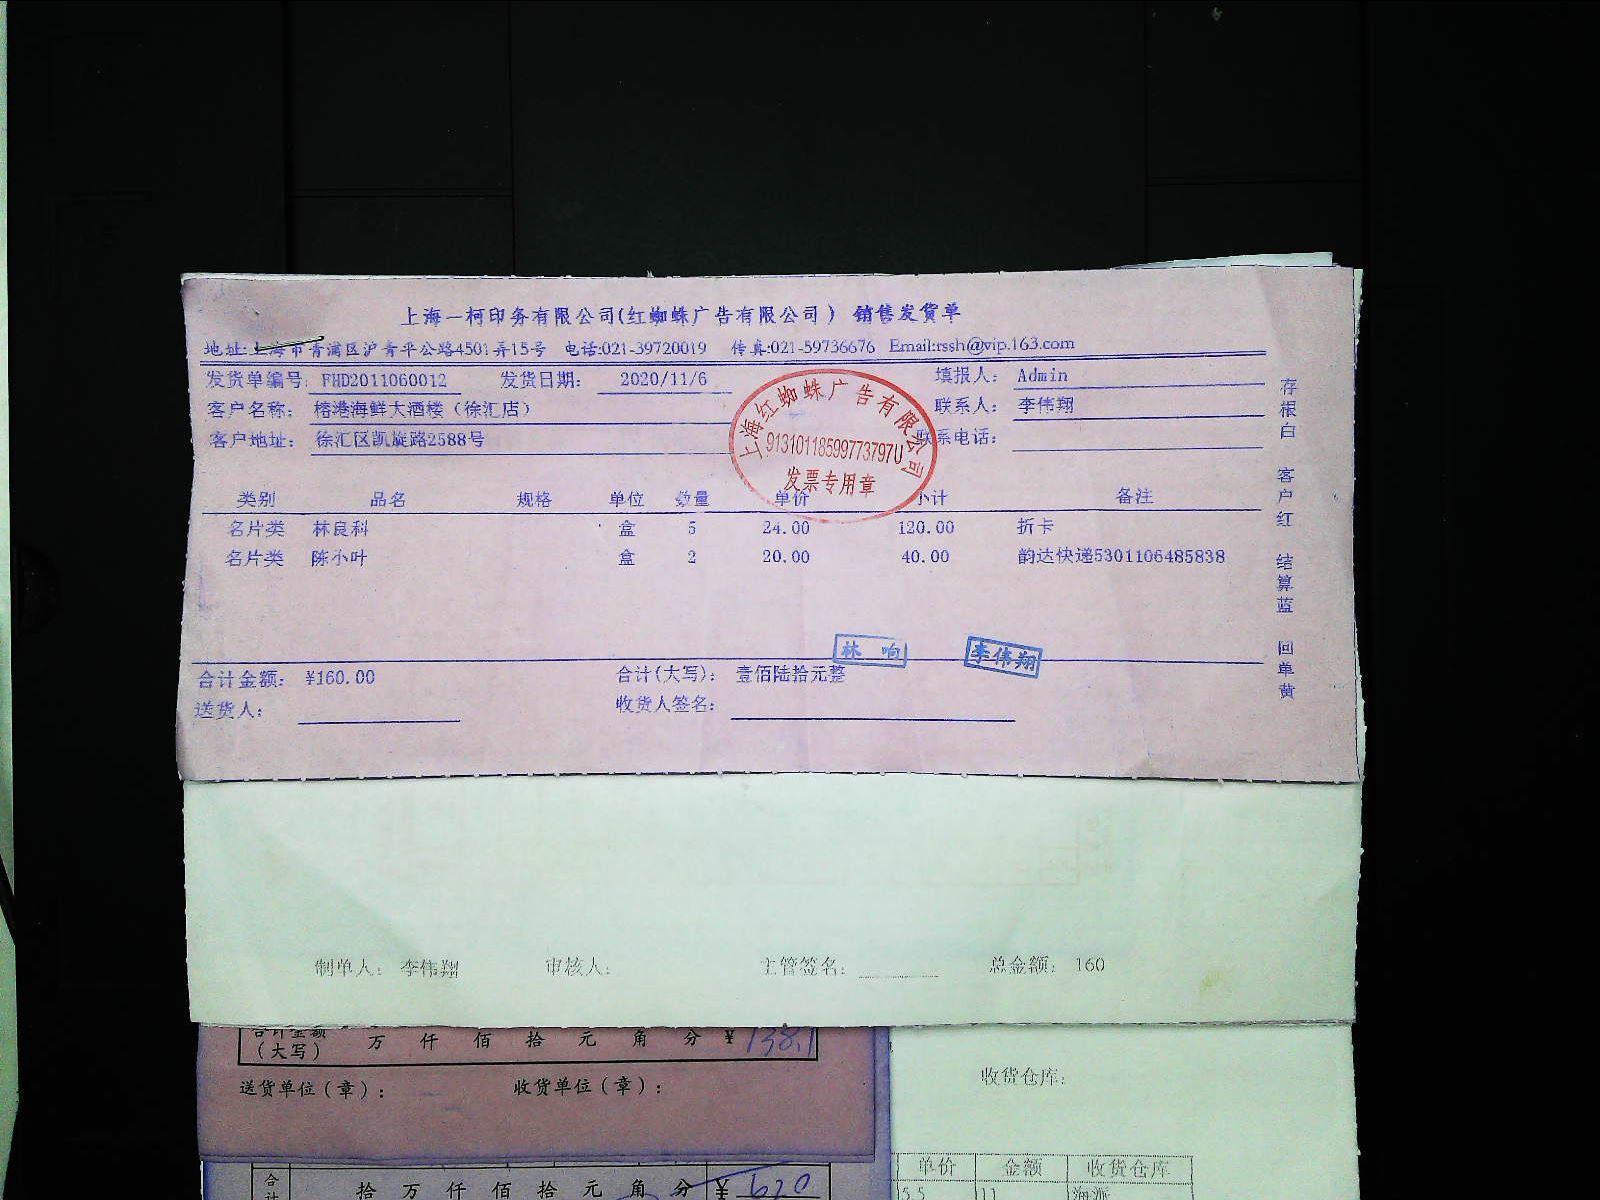 上海一柯印务有限公司(红蜘蛛广告有限公司) 销售发货单
地址:上海市青浦区沪青平公路4501弄15号 电话:021-39720019 传真:021-59736676 Email:rssh@vip.163.com
发货单编号: FHD2011060012 发货日期: 2020/11/6 填报人: Admin
客户名称: 榕港海鲜大酒楼（徐汇店） 联系人: 李伟翔
客户地址: 徐汇区凯旋路2588号 联系电话:
上海红蜘蛛广告有限公司
91310118599773797U
发票专用章
类别 品名 规格 单位 数量 单价 小计 备注
名片类 林良科 盒 5 24.00 120.00 折卡
名片类 陈小叶 盒 2 20.00 40.00 韵达快递5301106485838
林响 李伟翔
合计金额: ¥160.00 合计(大写): 壹佰陆拾元整
送货人: 收货人签名:
存根白 客户红 结算蓝 回单黄
制单人: 李伟翔 审核人: 主管签名: 总金额: 160
合计金额
(大写) 万 仟 佰 拾 元 角 分 ¥ 138.1
送货单位(章): 收货单位(章):
收货仓库:
合计 拾 万 仟 佰 拾 元 角 分 ¥ 620
单价 金额 收货仓库
5.5 11